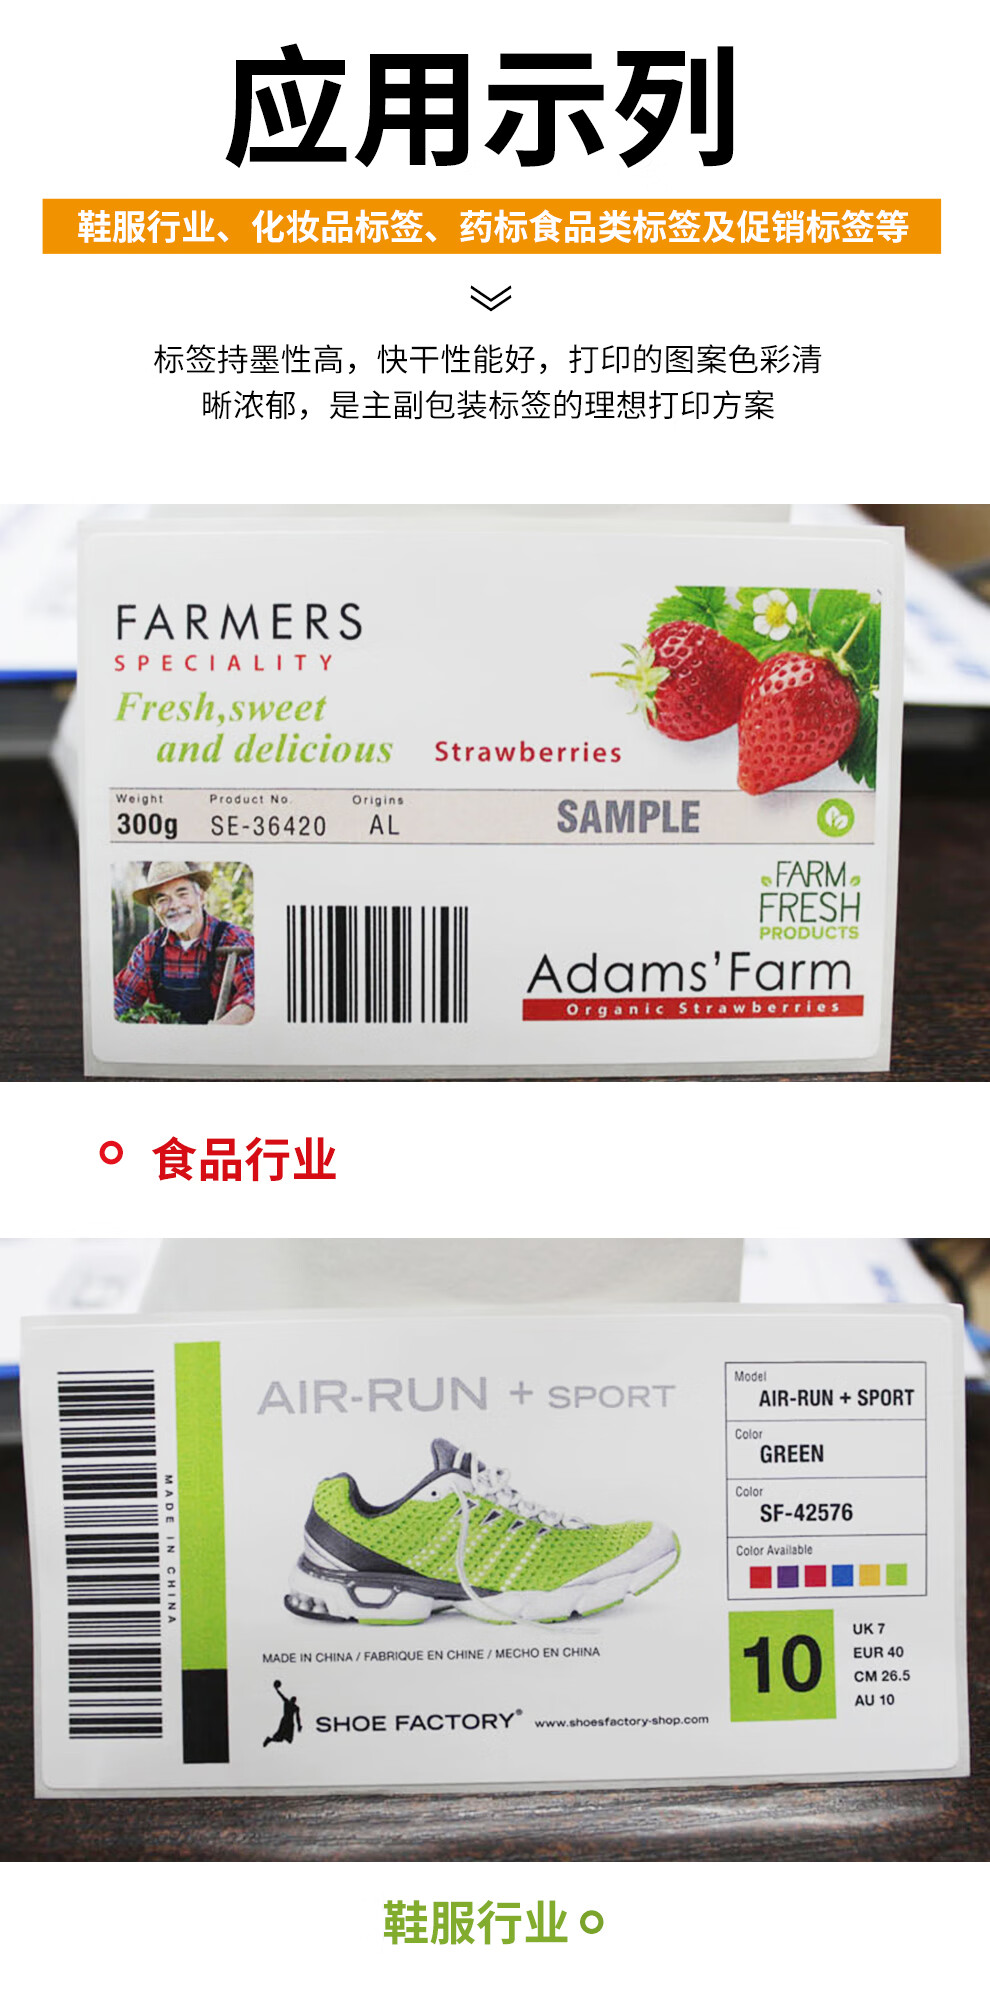 应用示列
鞋服行业、化妆品标签、药标食品类标签及促销标签等
标签持墨性高，快干性能好，打印的图案色彩清
晰浓郁，是主副包装标签的理想打印方案
FARMERS
SPECIALITY
Fresh,sweet
and delicious
Strawberries
Weight Product No. Origins
300g SE-36420 AL
SAMPLE
FARM
FRESH
PRODUCTS
Adams'Farm
Organic Strawberries
食品行业
MADE IN CHINA
AIR-RUN + SPORT
Model
AIR-RUN + SPORT
Color
GREEN
Color
SF-42576
Color Available
MADE IN CHINA / FABRIQUE EN CHINE / MECHO EN CHINA
SHOE FACTORY® www.shoesfactory-shop.com
10
UK 7
EUR 40
CM 26.5
AU 10
鞋服行业